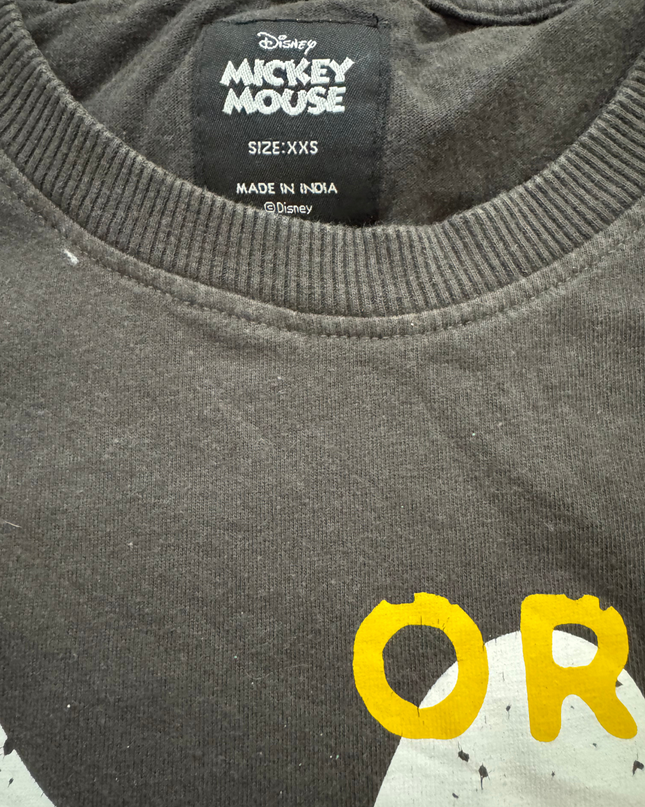 Disney
MICKEY
MOUSE
SIZE:XXS
MADE IN INDIA
©Disney
OR